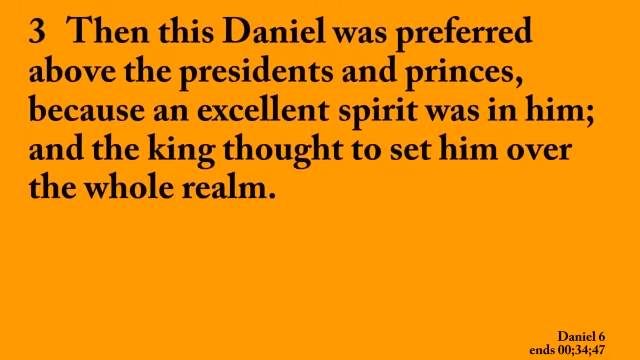 3 Then this Daniel was preferred
above the presidents and princes,
because an excellent spirit was in him;
and the king thought to set him over
the whole realm.
Daniel 6
ends 00;34;47